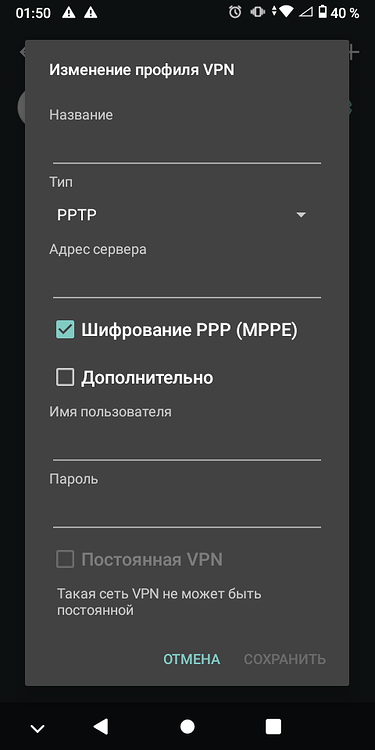 01:50
40 %
Изменение профиля VPN
Название
Тип
PPTP
Адрес сервера
Шифрование PPP (MPPE)
Дополнительно
Имя пользователя
Пароль
Постоянная VPN
Такая сеть VPN не может быть
постоянной
ОТМЕНА
СОХРАНИТЬ